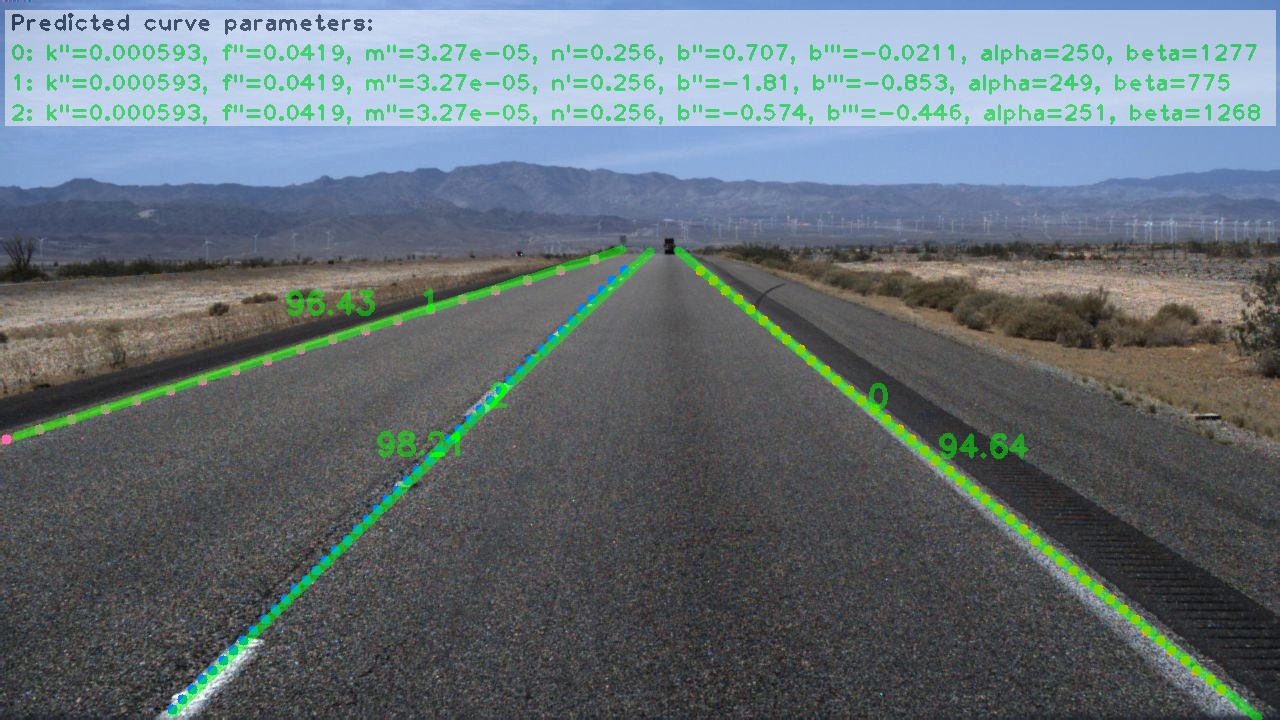 Predicted curve parameters:
0: k''=0.000593, f''=0.0419, m''=3.27e-05, n'=0.256, b''=0.707, b'''=-0.0211, alpha=250, beta=1277
1: k''=0.000593, f''=0.0419, m''=3.27e-05, n'=0.256, b''=-1.81, b'''=-0.853, alpha=249, beta=775
2: k''=0.000593, f''=0.0419, m''=3.27e-05, n'=0.256, b''=-0.574, b'''=-0.446, alpha=251, beta=1268
96.43 1
2 0
98.21 94.64